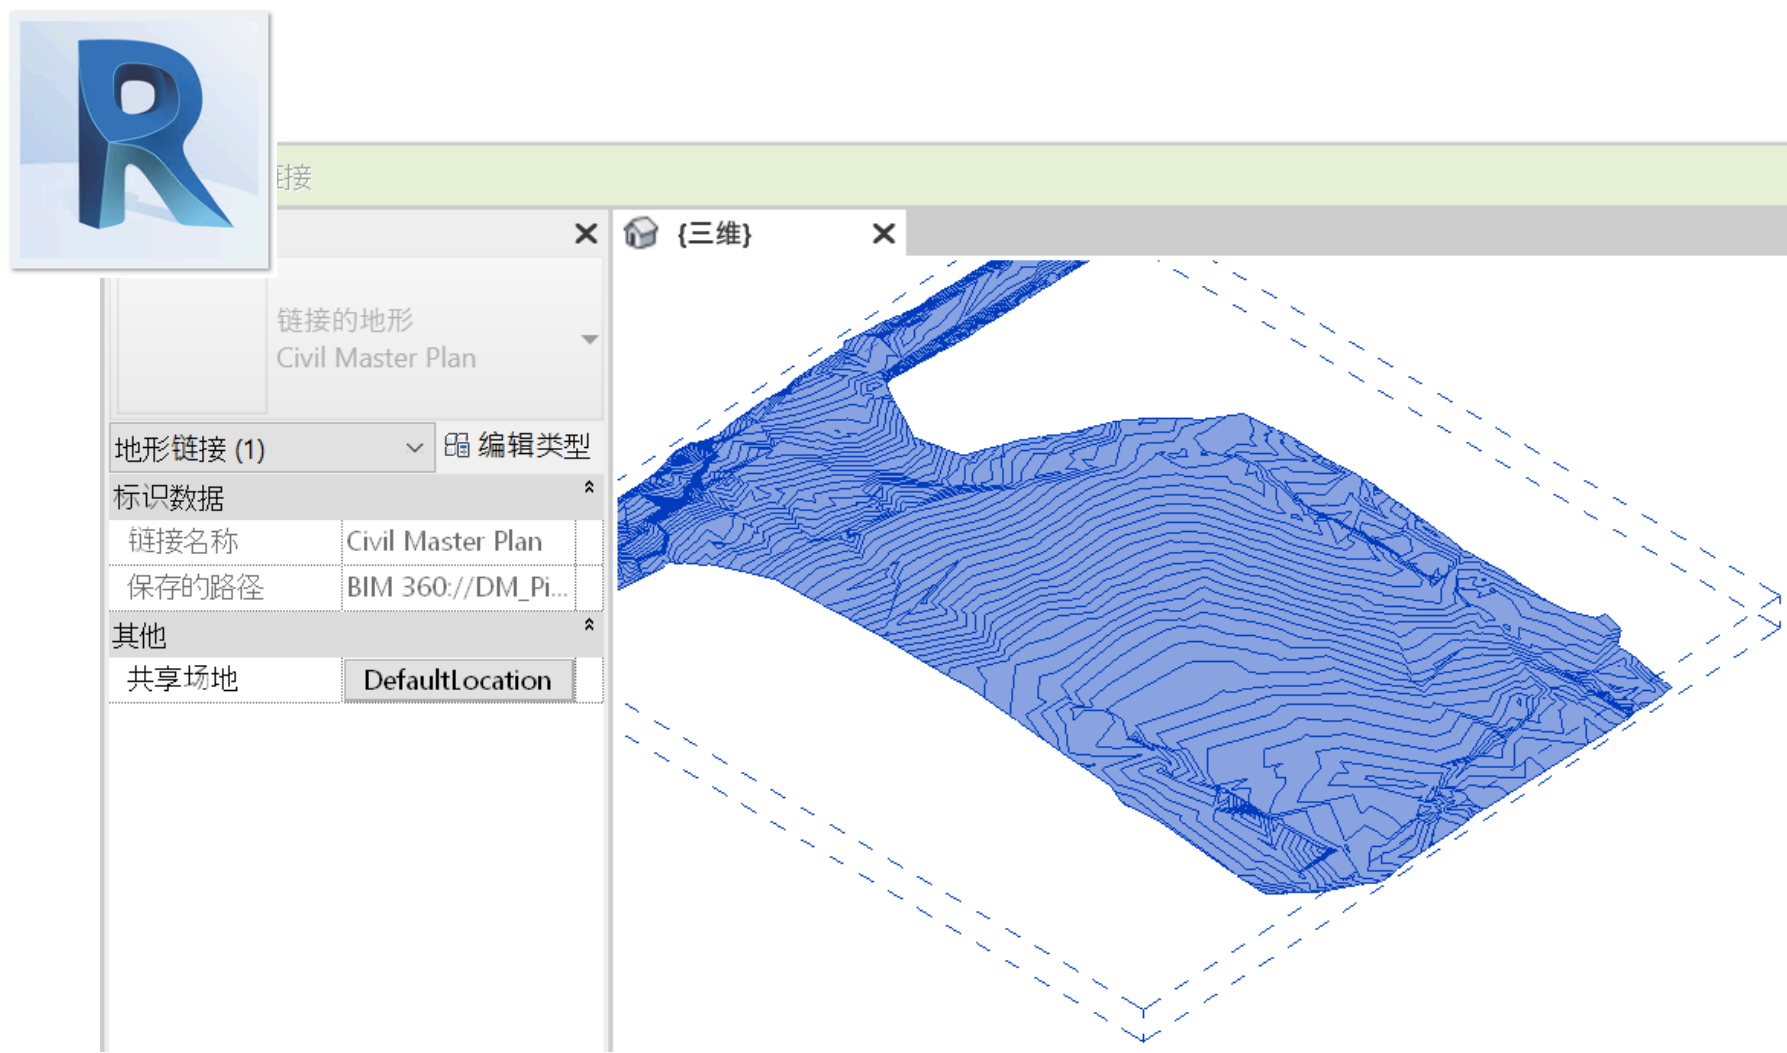 链接
{三维}
链接的地形
Civil Master Plan
地形链接 (1)
编辑类型
标识数据
链接名称 Civil Master Plan
保存的路径 BIM 360://DM_Pi...
其他
共享场地 DefaultLocation